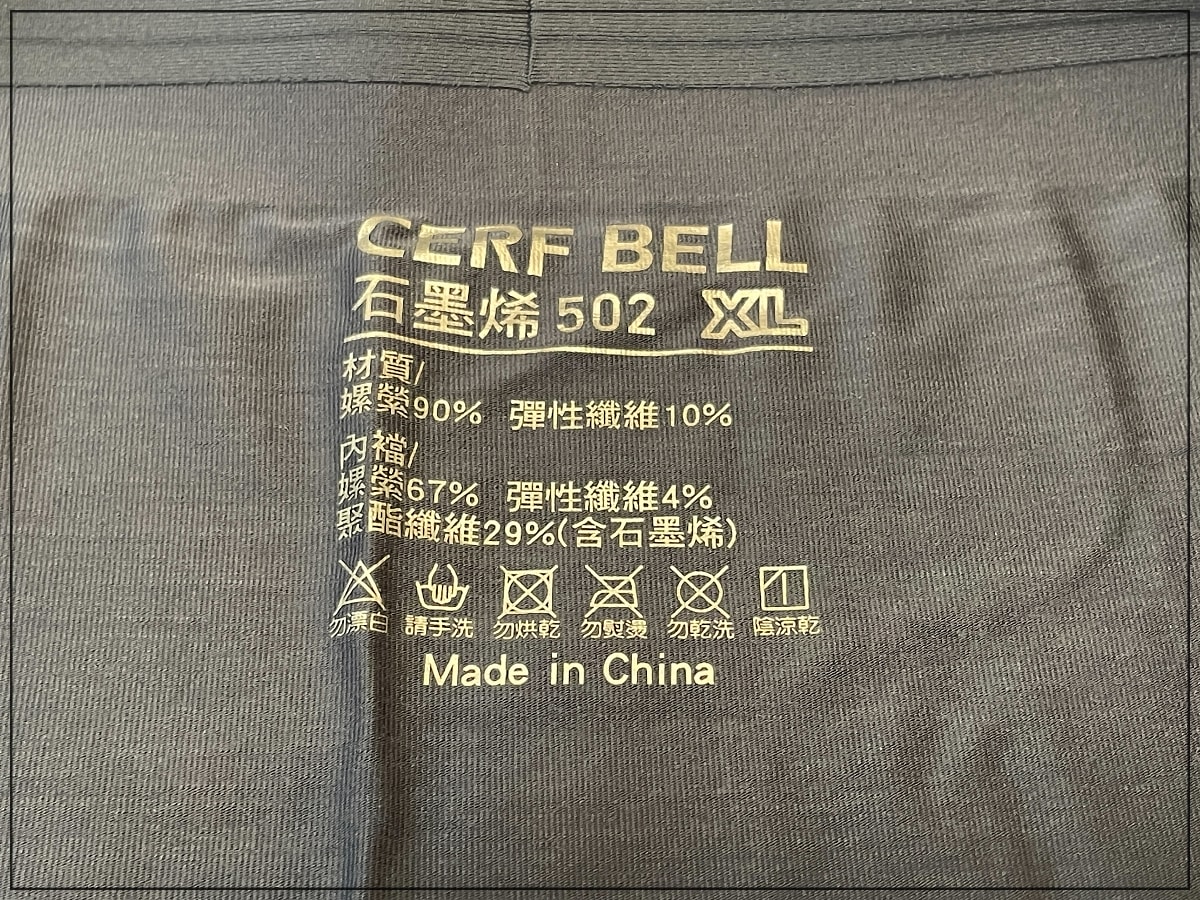 CERF BELL
石墨烯 502 XL
材質/
嫘縈90% 彈性纖維10%
內襠/
嫘縈67% 彈性纖維4%
聚酯纖維29%(含石墨烯)
勿漂白 請手洗 勿烘乾 勿熨燙 勿乾洗 陰涼乾
Made in China